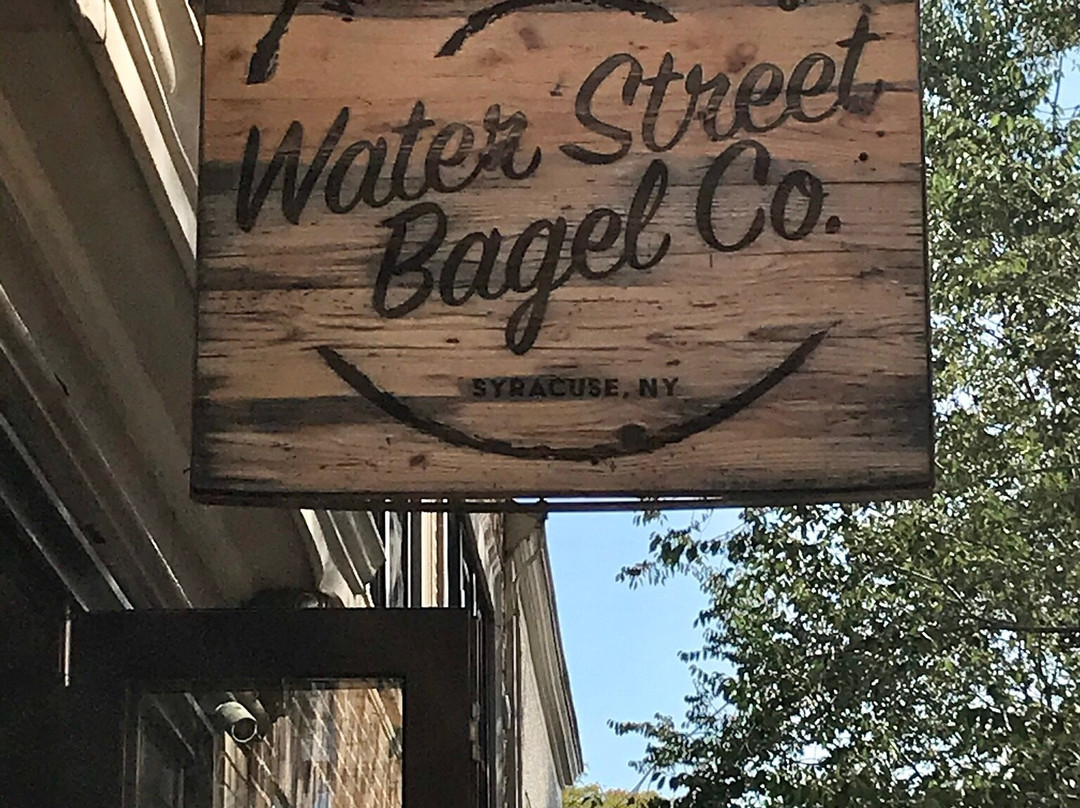 Water Street
Bagel Co.
SYRACUSE, NY